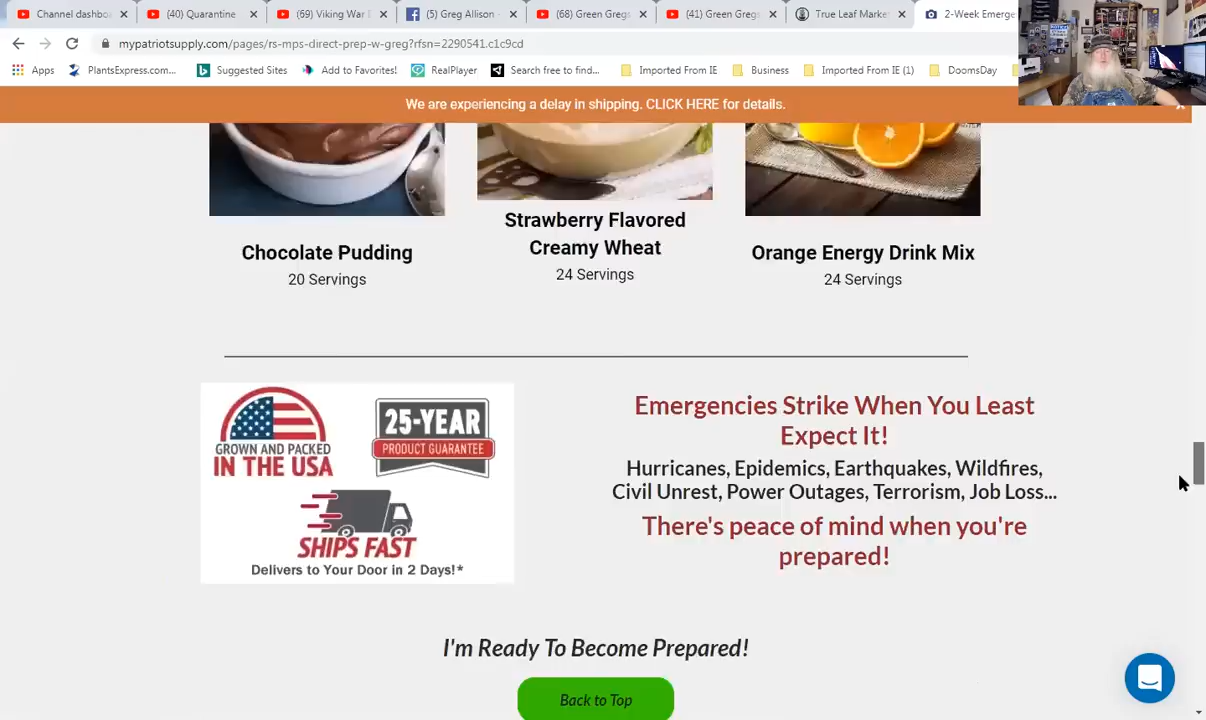 Channel dashboa
(40) Quarantine
(69) Viking War
(5) Greg Allison
(68) Green Gregs
(41) Green Gregs
True Leaf Marke
2-Week Emerge
mypatriotsupply.com/pages/rs-mps-direct-prep-w-greg?rfsn=2290541.c1c9cd
Apps
PlantsExpress.com...
Suggested Sites
Add to Favorites!
RealPlayer
Search free to find...
Imported From IE
Business
Imported From IE (1)
DoomsDay
We are experiencing a delay in shipping. CLICK HERE for details.
Chocolate Pudding
20 Servings
Strawberry Flavored
Creamy Wheat
24 Servings
Orange Energy Drink Mix
24 Servings
GROWN AND PACKED
IN THE USA
25-YEAR
PRODUCT GUARANTEE
SHIPS FAST
Delivers to Your Door in 2 Days!*
Emergencies Strike When You Least
Expect It!
Hurricanes, Epidemics, Earthquakes, Wildfires,
Civil Unrest, Power Outages, Terrorism, Job Loss...
There's peace of mind when you're
prepared!
I'm Ready To Become Prepared!
Back to Top